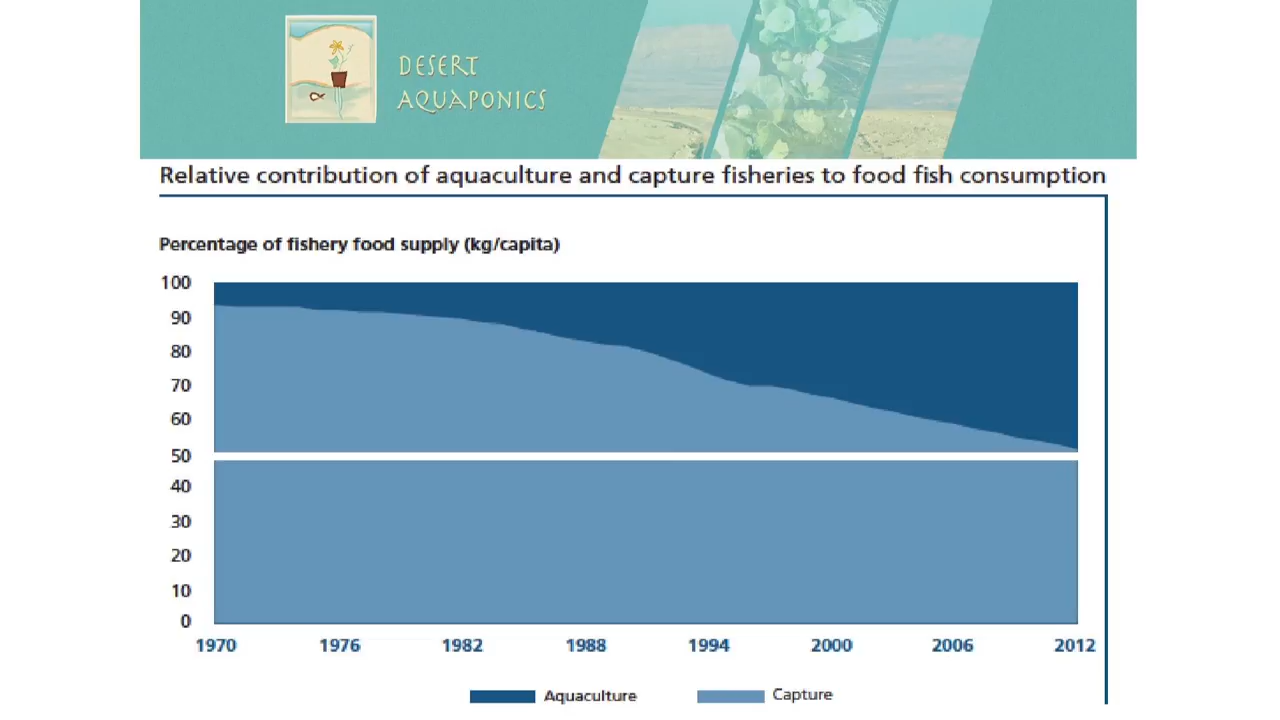 DESERT
AQUAPONICS
Relative contribution of aquaculture and capture fisheries to food fish consumption
Percentage of fishery food supply (kg/capita)
100
90
80
70
60
50
40
30
20
10
0
1970 1976 1982 1988 1994 2000 2006 2012
Aquaculture Capture